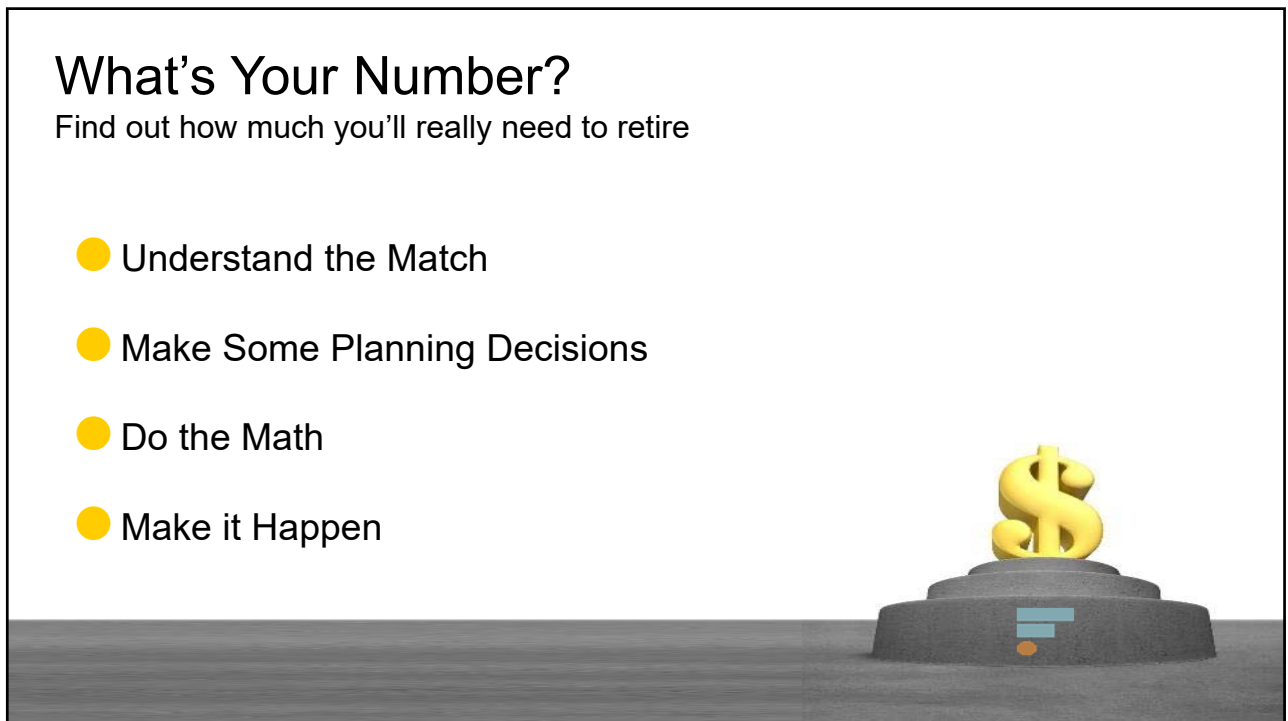 What’s Your Number?
Find out how much you’ll really need to retire
Understand the Match
Make Some Planning Decisions
Do the Math
Make it Happen
$